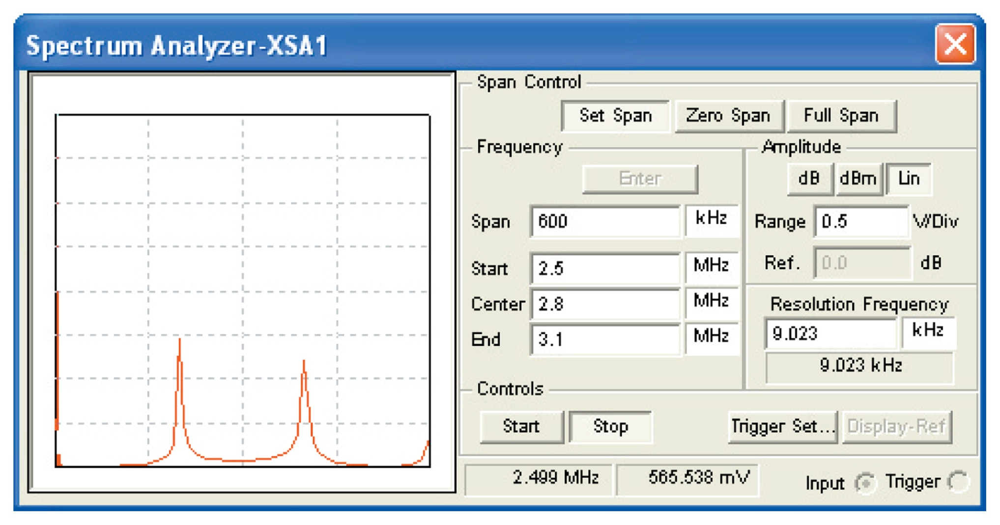 Spectrum Analyzer-XSA1
Span Control
Set Span Zero Span Full Span
Frequency
Enter
Span 600 kHz
Start 2.5 MHz
Center 2.8 MHz
End 3.1 MHz
Amplitude
dB dBm Lin
Range 0.5 V/Div
Ref. 0.0 dB
Resolution Frequency
9.023 kHz
9.023 kHz
Controls
Start Stop Trigger Set... Display-Ref
2.499 MHz 565.538 mV Input Trigger